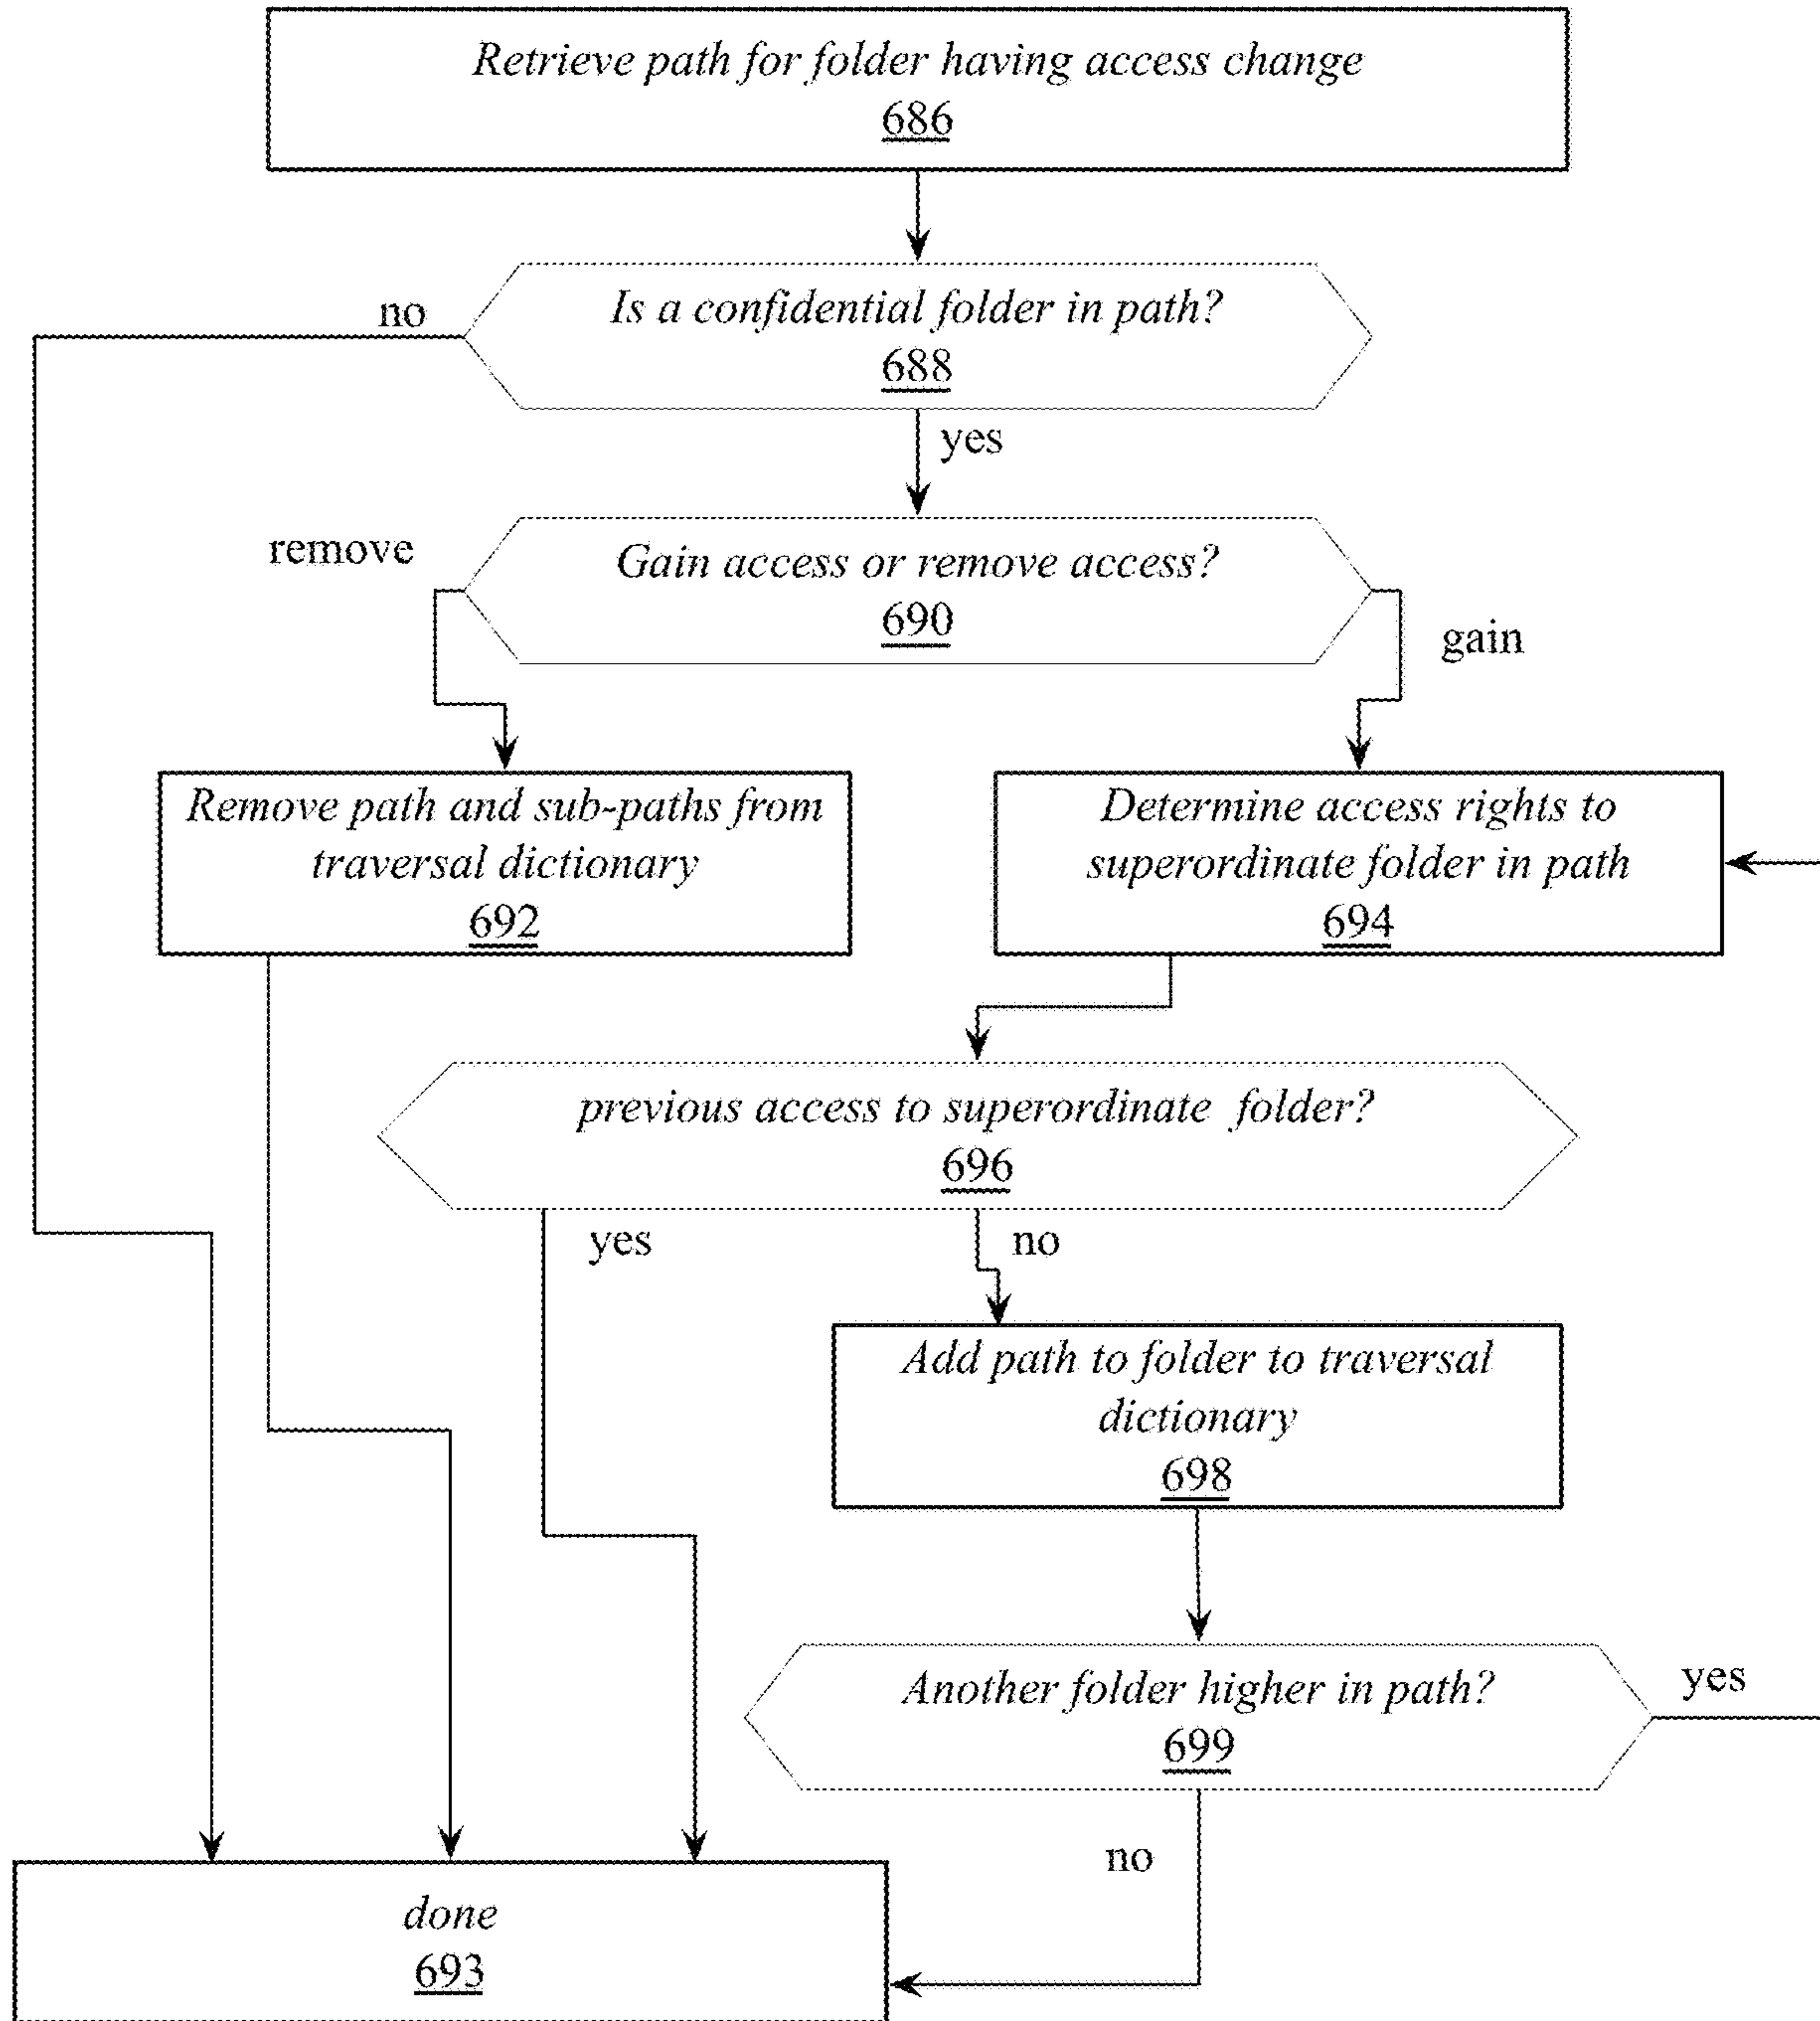 Retrieve path for folder having access change
686
no
Is a confidential folder in path?
688
yes
remove
Gain access or remove access?
690
gain
Remove path and sub-paths from
traversal dictionary
692
Determine access rights to
superordinate folder in path
694
previous access to superordinate folder?
696
yes
no
Add path to folder to traversal
dictionary
698
Another folder higher in path?
699
yes
no
done
693